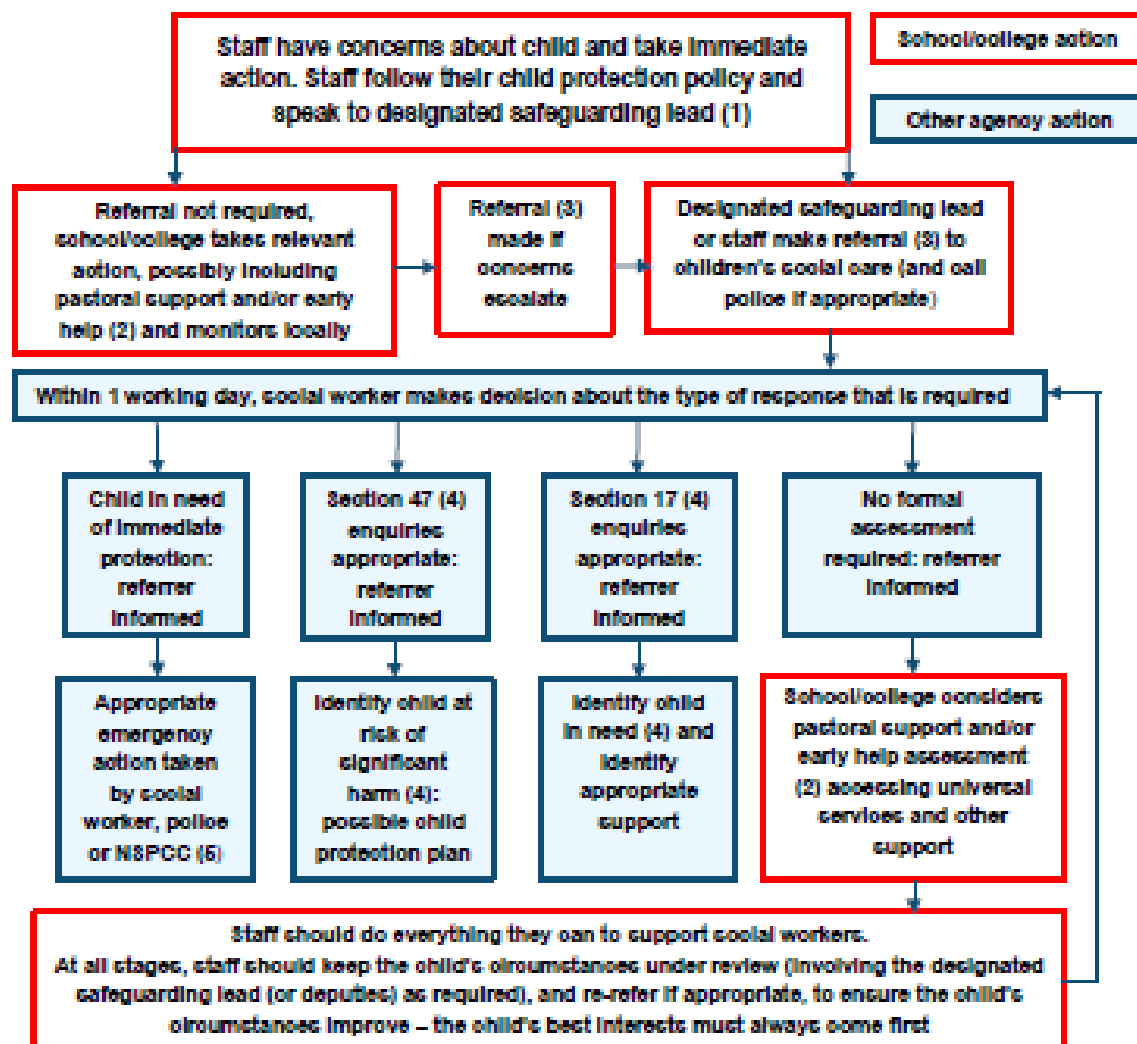 Staff have concerns about child and take immediate
action. Staff follow their child protection policy and
speak to designated safeguarding lead (1)
School/college action
Other agency action
Referral not required,
school/college takes relevant
action, possibly including
pastoral support and/or early
help (2) and monitors locally
Referral (3)
made if
concerns
escalate
Designated safeguarding lead
or staff make referral (3) to
children's social care (and call
police if appropriate)
Within 1 working day, social worker makes decision about the type of response that is required
Child in need
of immediate
protection:
referrer
informed
Section 47 (4)
enquiries
appropriate:
referrer
informed
Section 17 (4)
enquiries
appropriate:
referrer
informed
No formal
assessment
required: referrer
informed
Appropriate
emergency
action taken
by social
worker, police
or NSPCC (5)
Identify child at
risk of
significant
harm (4):
possible child
protection plan
Identify child
in need (4) and
identify
appropriate
support
School/college considers
pastoral support and/or
early help assessment
(2) accessing universal
services and other
support
Staff should do everything they can to support social workers.
At all stages, staff should keep the child's circumstances under review (involving the designated
safeguarding lead (or deputies) as required), and re-refer if appropriate, to ensure the child's
circumstances improve – the child's best interests must always come first